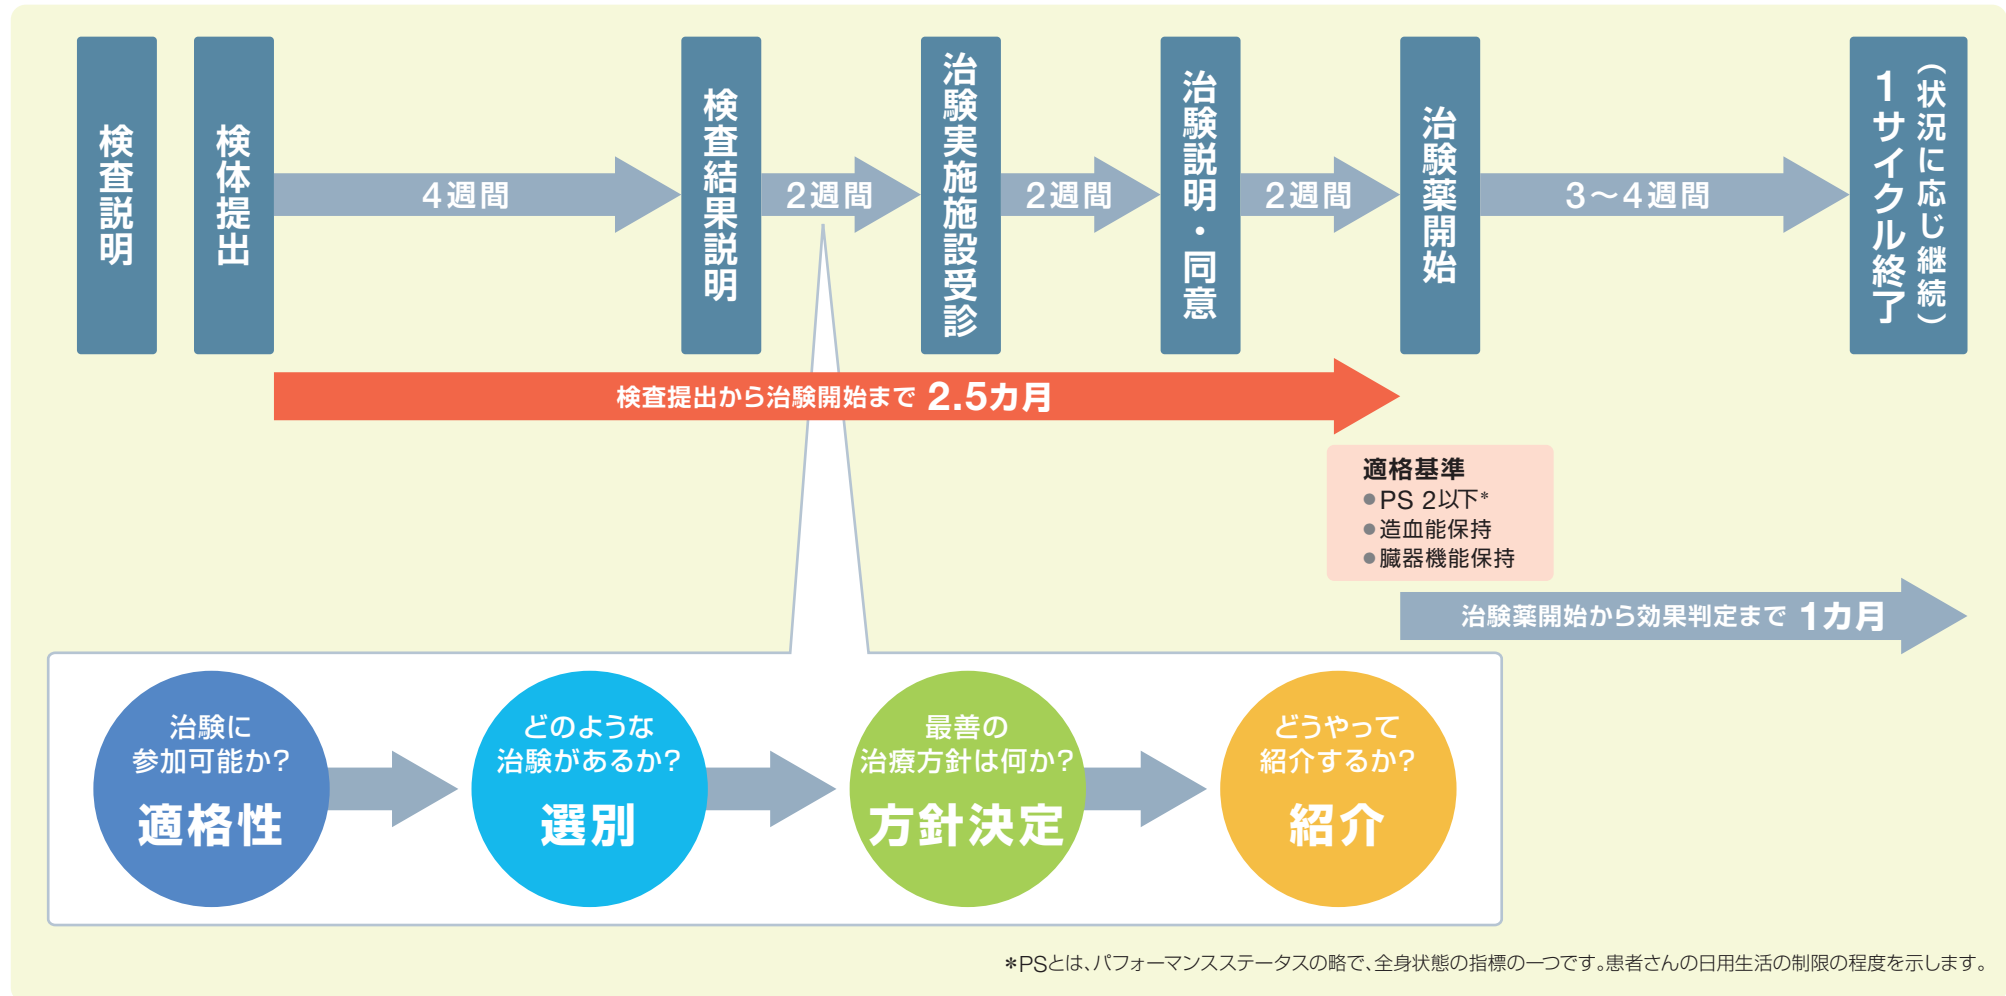 検査説明
検体提出
4週間
検査結果説明
2週間
治験実施施設受診
2週間
治験説明・同意
2週間
治験薬開始
3〜4週間
(状況に応じ継続)
1サイクル終了
検査提出から治験開始まで 2.5カ月
適格基準
●PS 2以下*
●造血能保持
●臓器機能保持
治験薬開始から効果判定まで 1カ月
治験に
参加可能か?
適格性
どのような
治験があるか?
選別
最善の
治療方針は何か?
方針決定
どうやって
紹介するか?
紹介
*PSとは、パフォーマンスステータスの略で、全身状態の指標の一つです。患者さんの日用生活の制限の程度を示します。